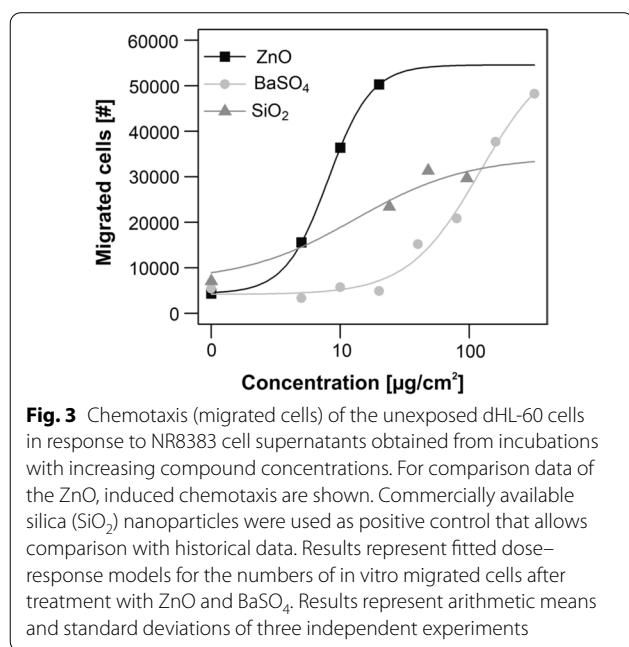 60000
50000
40000
30000
20000
10000
0
Migrated cells [#]
ZnO
BaSO₄
SiO₂
0 10 100
Concentration [µg/cm²]
Fig. 3 Chemotaxis (migrated cells) of the unexposed dHL-60 cells
in response to NR8383 cell supernatants obtained from incubations
with increasing compound concentrations. For comparison data of
the ZnO, induced chemotaxis are shown. Commercially available
silica (SiO₂) nanoparticles were used as positive control that allows
comparison with historical data. Results represent fitted dose–
response models for the numbers of in vitro migrated cells after
treatment with ZnO and BaSO₄. Results represent arithmetic means
and standard deviations of three independent experiments